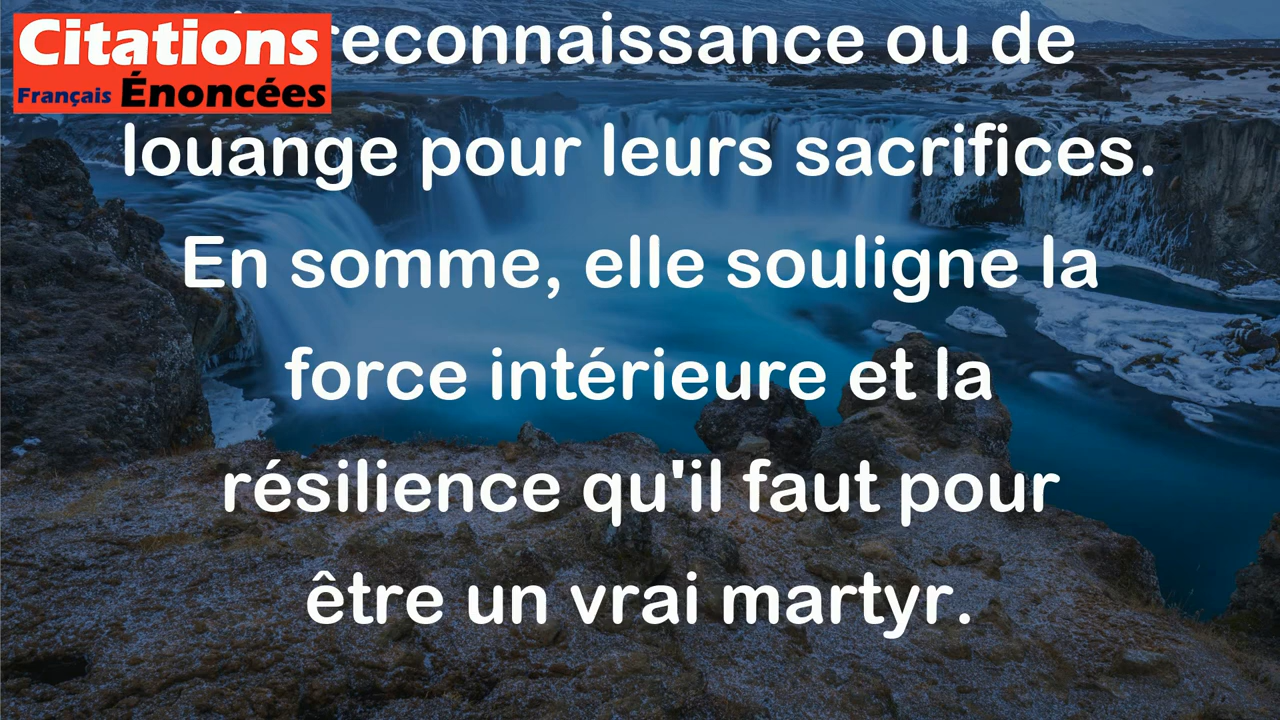 Citations
Français Énoncées
reconnaissance ou de
louange pour leurs sacrifices.
En somme, elle souligne la
force intérieure et la
résilience qu'il faut pour
être un vrai martyr.